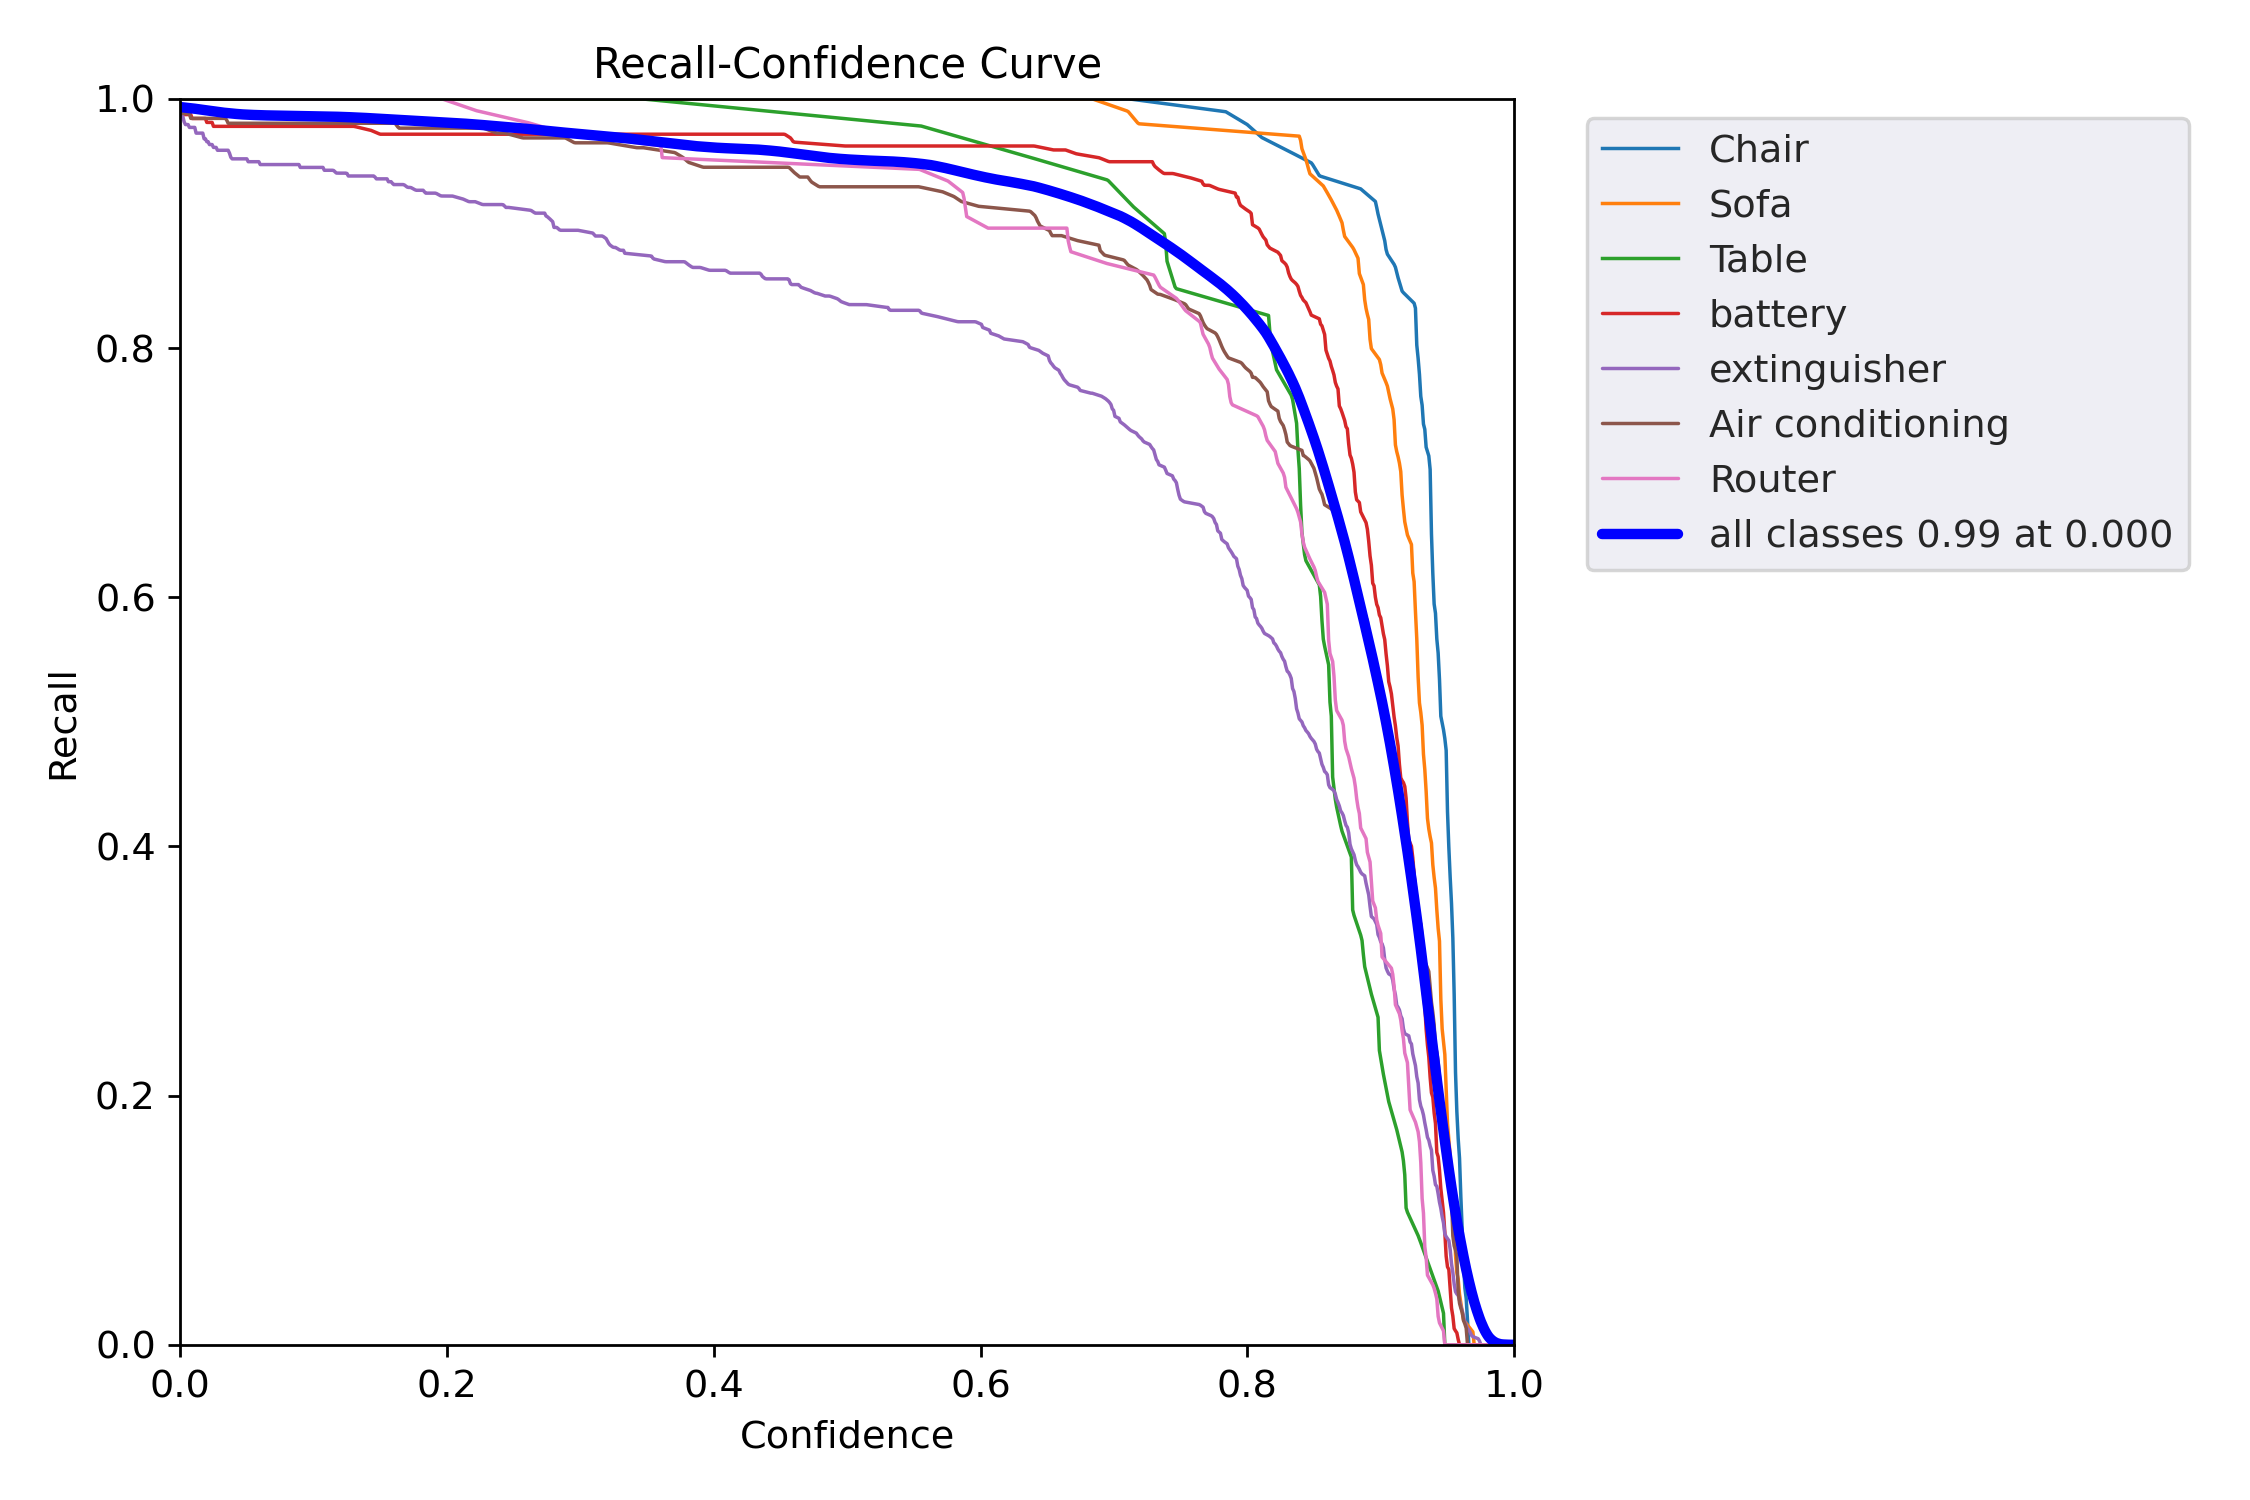 Recall-Confidence Curve
1.0
0.8
0.6
0.4
0.2
0.0
Recall
0.0 0.2 0.4 0.6 0.8 1.0
Confidence
Chair
Sofa
Table
battery
extinguisher
Air conditioning
Router
all classes 0.99 at 0.000